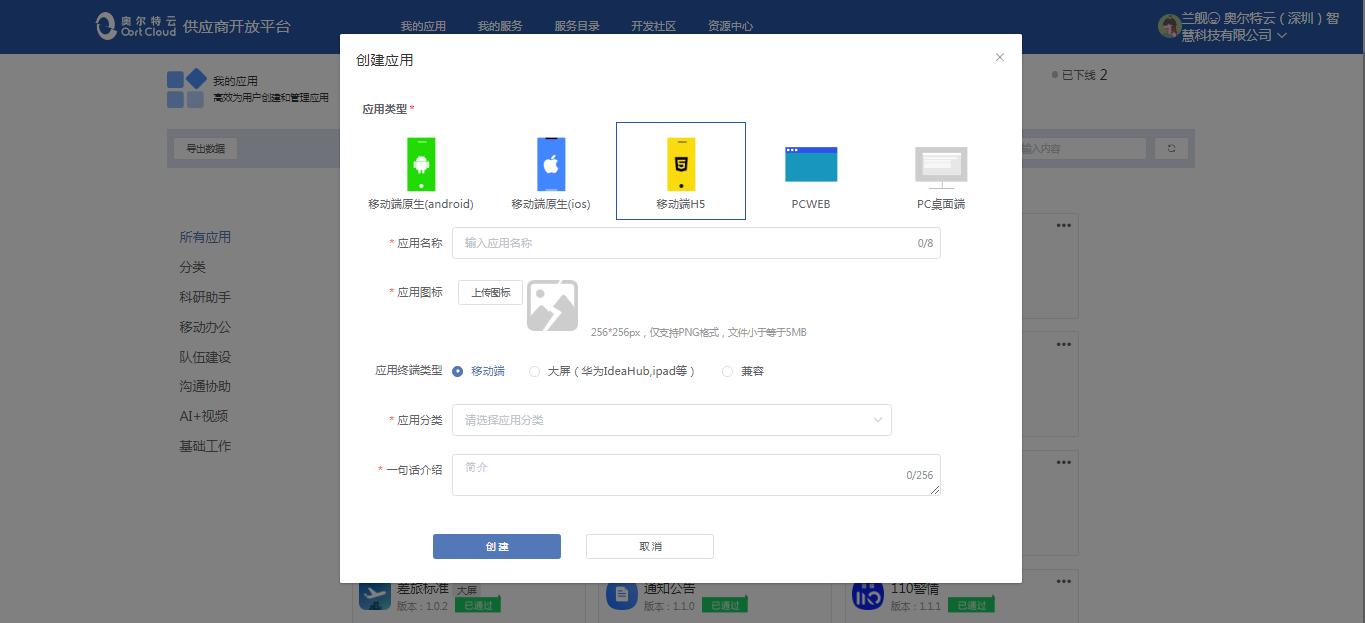 奥尔特云
Oort Cloud
供应商开放平台
我的应用
我的服务
服务目录
开发社区
资源中心
兰舰 奥尔特云（深圳）智
慧科技有限公司
我的应用
高效为用户创建和管理应用
已下线 2
导出数据
输入内容
所有应用
分类
科研助手
移动办公
队伍建设
沟通协助
AI+视频
基础工作
创建应用
应用类型*
移动端原生(android)
移动端原生(ios)
移动端H5
PCWEB
PC桌面端
* 应用名称
输入应用名称
0/8
* 应用图标
上传图标
256*256px，仅支持PNG格式，文件小于等于5MB
应用终端类型
移动端
大屏（华为IdeaHub,ipad等）
兼容
* 应用分类
请选择应用分类
* 一句话介绍
简介
0/256
创建
取消
差旅标准 大屏
版本：1.0.2 已通过
通知公告
版本：1.1.0 已通过
110警情
版本：1.1.1 已通过